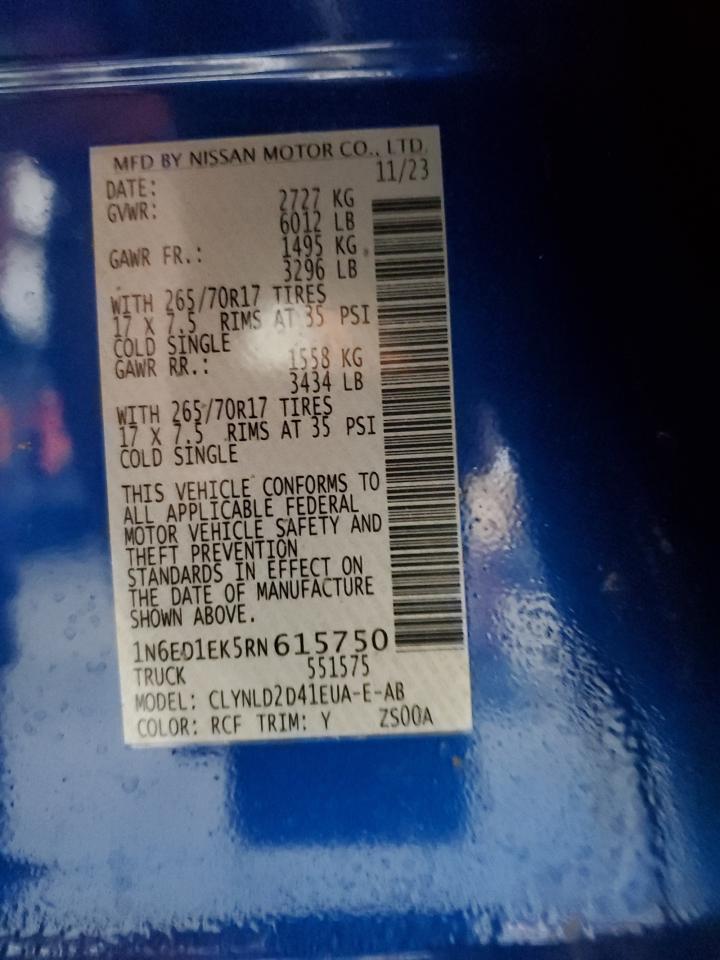 MFD BY NISSAN MOTOR CO., LTD.
DATE: 11/23
GVWR: 2727 KG
6012 LB
GAWR FR.: 1495 KG
3296 LB
WITH 265/70R17 TIRES
17 X 7.5 RIMS AT 35 PSI
COLD SINGLE
GAWR RR.: 1558 KG
3434 LB
WITH 265/70R17 TIRES
17 X 7.5 RIMS AT 35 PSI
COLD SINGLE
THIS VEHICLE CONFORMS TO
ALL APPLICABLE FEDERAL
MOTOR VEHICLE SAFETY AND
THEFT PREVENTION
STANDARDS IN EFFECT ON
THE DATE OF MANUFACTURE
SHOWN ABOVE.
1N6ED1EK5RN615750
TRUCK 551575
MODEL: CLYNLD2D41EUA-E-AB
COLOR: RCF TRIM: Y ZS00A